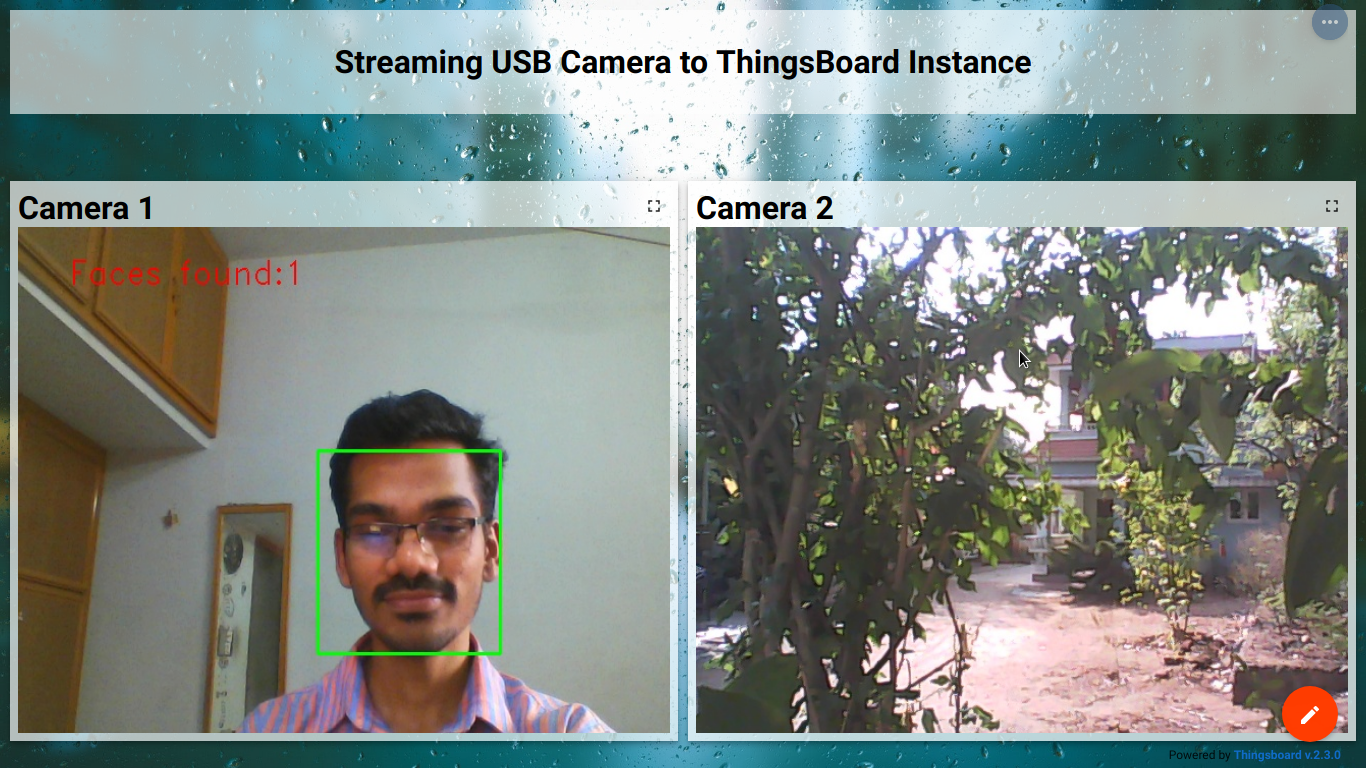 Streaming USB Camera to ThingsBoard Instance
Camera 1
Camera 2
Faces found:1
Powered by Thingsboard v.2.3.0